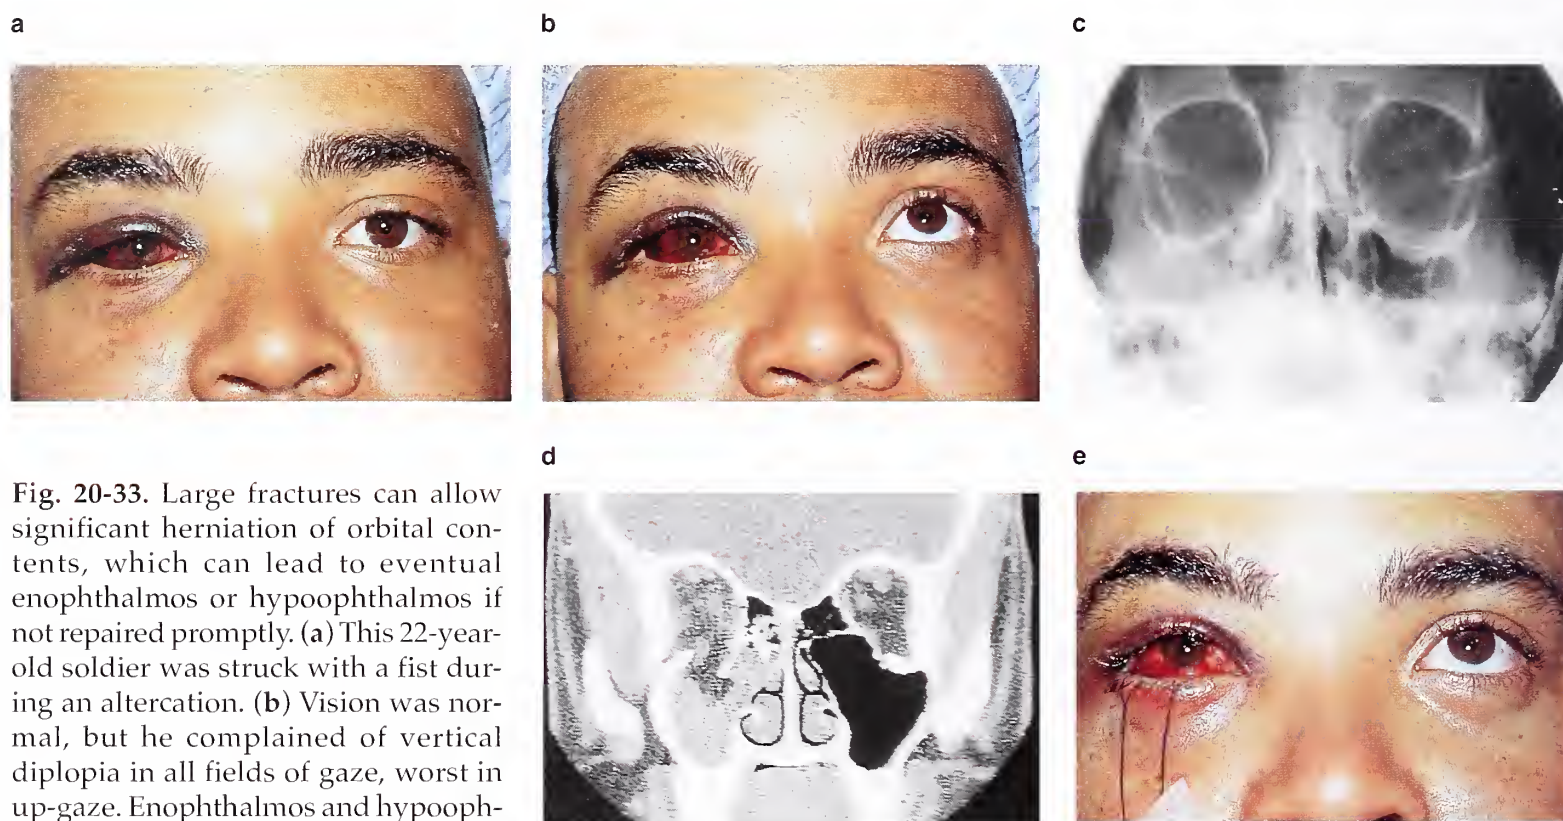 a
b
c
d
e
Fig. 20-33. Large fractures can allow
significant herniation of orbital con-
tents, which can lead to eventual
enophthalmos or hypoophthalmos if
not repaired promptly. (a) This 22-year-
old soldier was struck with a fist dur-
ing an altercation. (b) Vision was nor-
mal, but he complained of vertical
diplopia in all fields of gaze, worst in
up-gaze. Enophthalmos and hypooph-